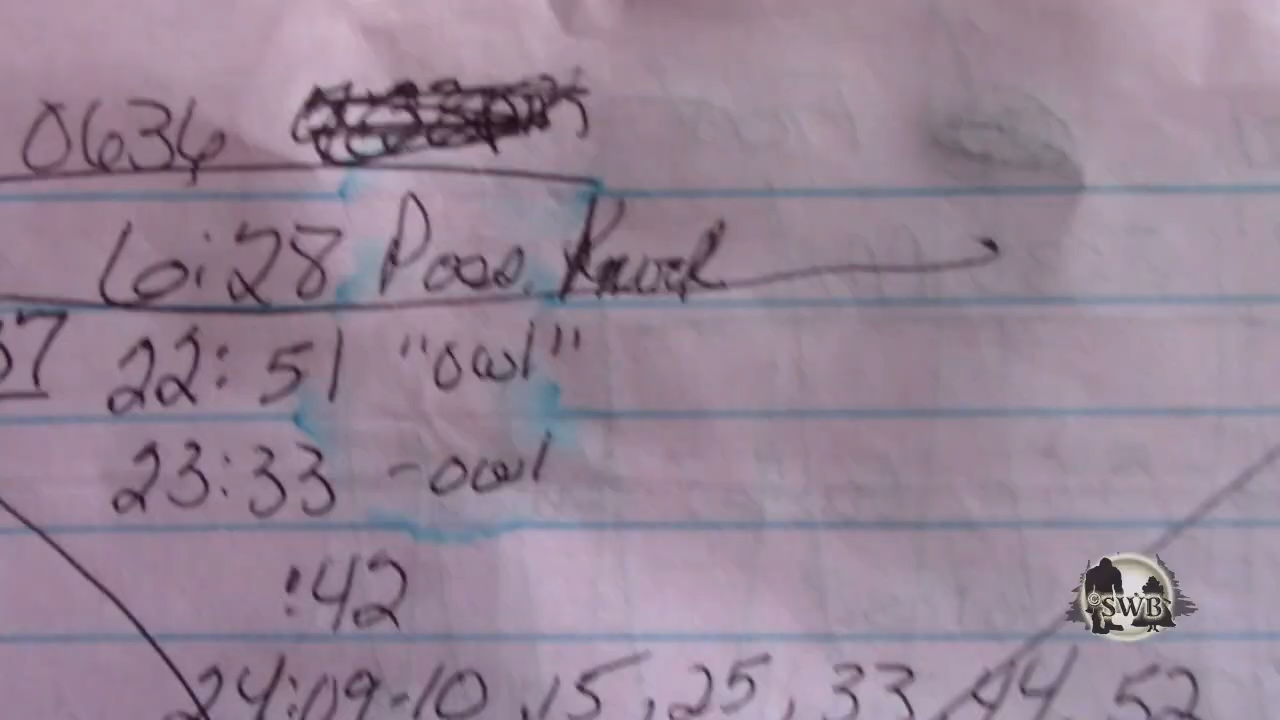 0636
6:28 Poss. Knock
37 22:51 "owl"
23:33 -owl
:42
24:09-10, 15, 25, 33, 44, 52
©SWB